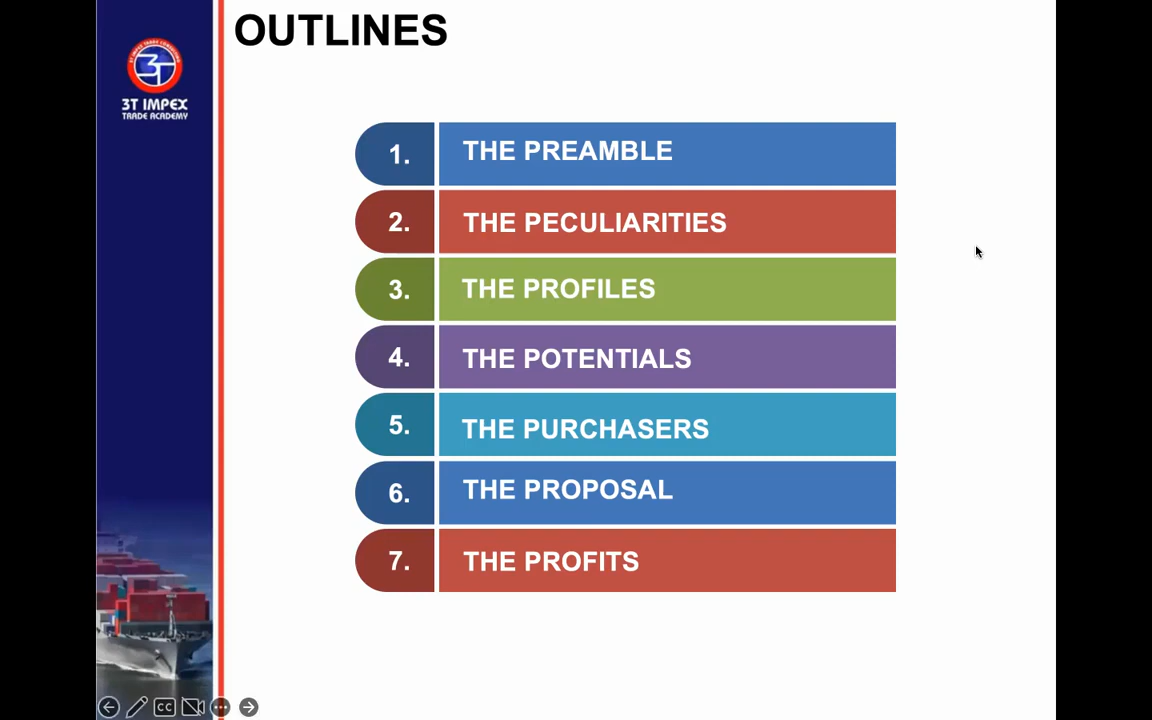 OUTLINES
3T IMPEX
TRADE ACADEMY
1. THE PREAMBLE
2. THE PECULIARITIES
3. THE PROFILES
4. THE POTENTIALS
5. THE PURCHASERS
6. THE PROPOSAL
7. THE PROFITS
CC